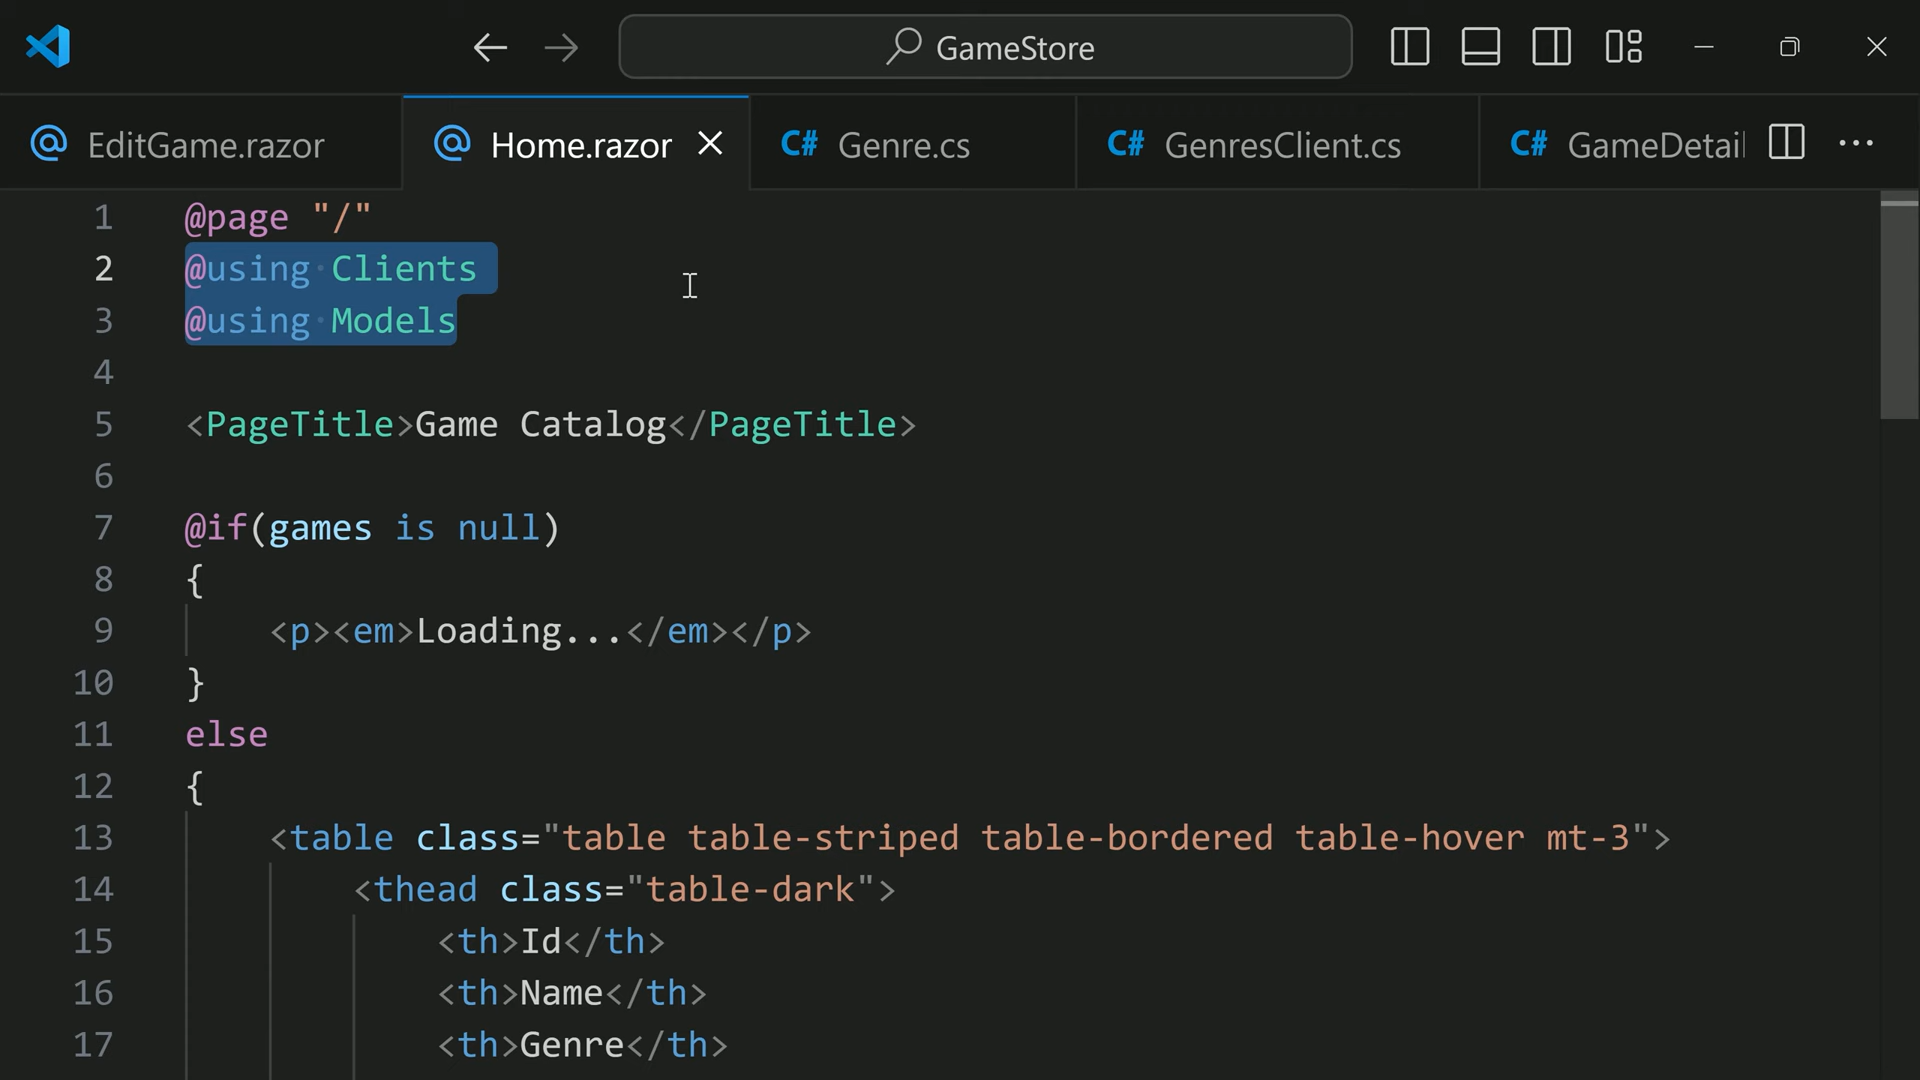 GameStore
EditGame.razor
Home.razor
C# Genre.cs
C# GenresClient.cs
C# GameDetail
1 @page "/"
2 @using Clients
3 @using Models
4
5 <PageTitle>Game Catalog</PageTitle>
6
7 @if(games is null)
8 {
9     <p><em>Loading...</em></p>
10 }
11 else
12 {
13     <table class="table table-striped table-bordered table-hover mt-3">
14         <thead class="table-dark">
15             <th>Id</th>
16             <th>Name</th>
17             <th>Genre</th>